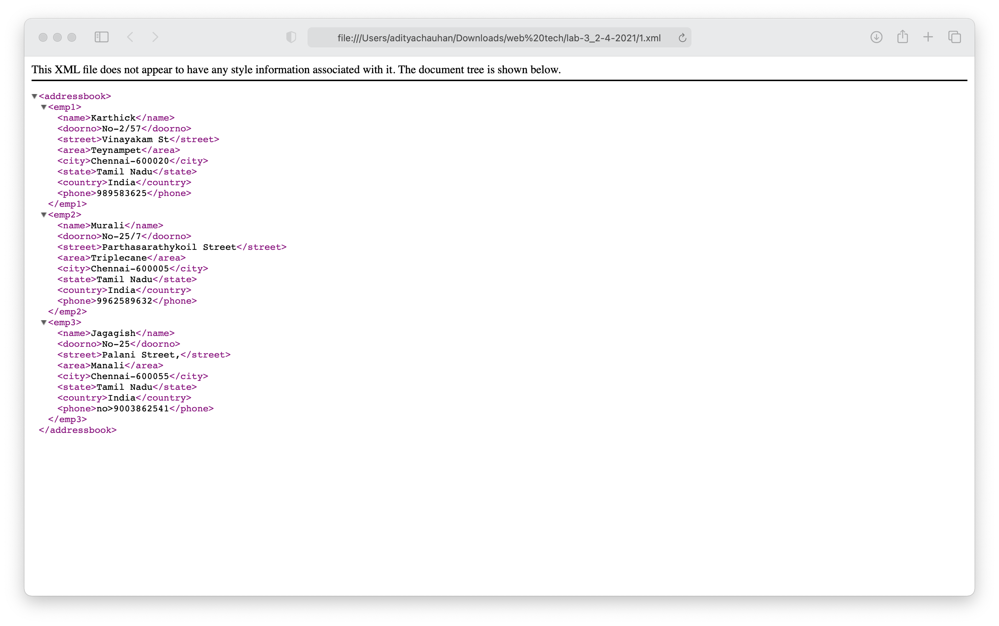 file:///Users/adityachauhan/Downloads/web%20tech/lab-3_2-4-2021/1.xml
This XML file does not appear to have any style information associated with it. The document tree is shown below.
<addressbook>
<emp1>
<name>Karthick</name>
<doorno>No-2/57</doorno>
<street>Vinayakam St</street>
<area>Teynampet</area>
<city>Chennai-600020</city>
<state>Tamil Nadu</state>
<country>India</country>
<phone>989583625</phone>
</emp1>
<emp2>
<name>Murali</name>
<doorno>No-25/7</doorno>
<street>Parthasarathykoil Street</street>
<area>Triplecane</area>
<city>Chennai-600005</city>
<state>Tamil Nadu</state>
<country>India</country>
<phone>9962589632</phone>
</emp2>
<emp3>
<name>Jagagish</name>
<doorno>No-25</doorno>
<street>Palani Street,</street>
<area>Manali</area>
<city>Chennai-600055</city>
<state>Tamil Nadu</state>
<country>India</country>
<phone>no>9003862541</phone>
</emp3>
</addressbook>